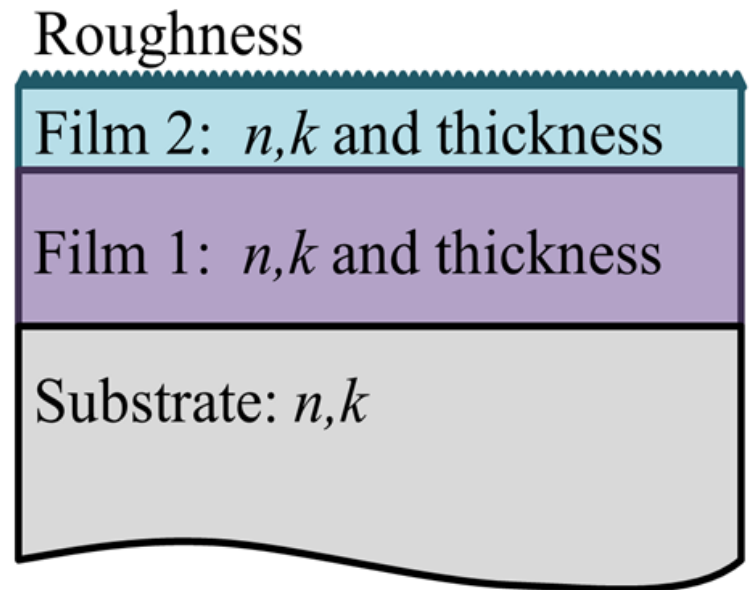 Roughness
Film 2: n,k and thickness
Film 1: n,k and thickness
Substrate: n,k